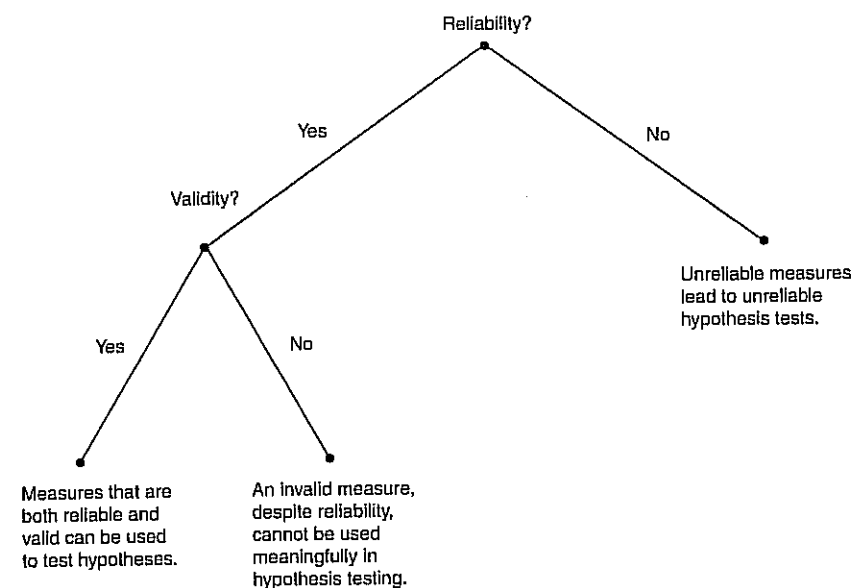 Reliability?
Yes
No
Validity?
Unreliable measures
lead to unreliable
hypothesis tests.
Yes
No
Measures that are
both reliable and
valid can be used
to test hypotheses.
An invalid measure,
despite reliability,
cannot be used
meaningfully in
hypothesis testing.